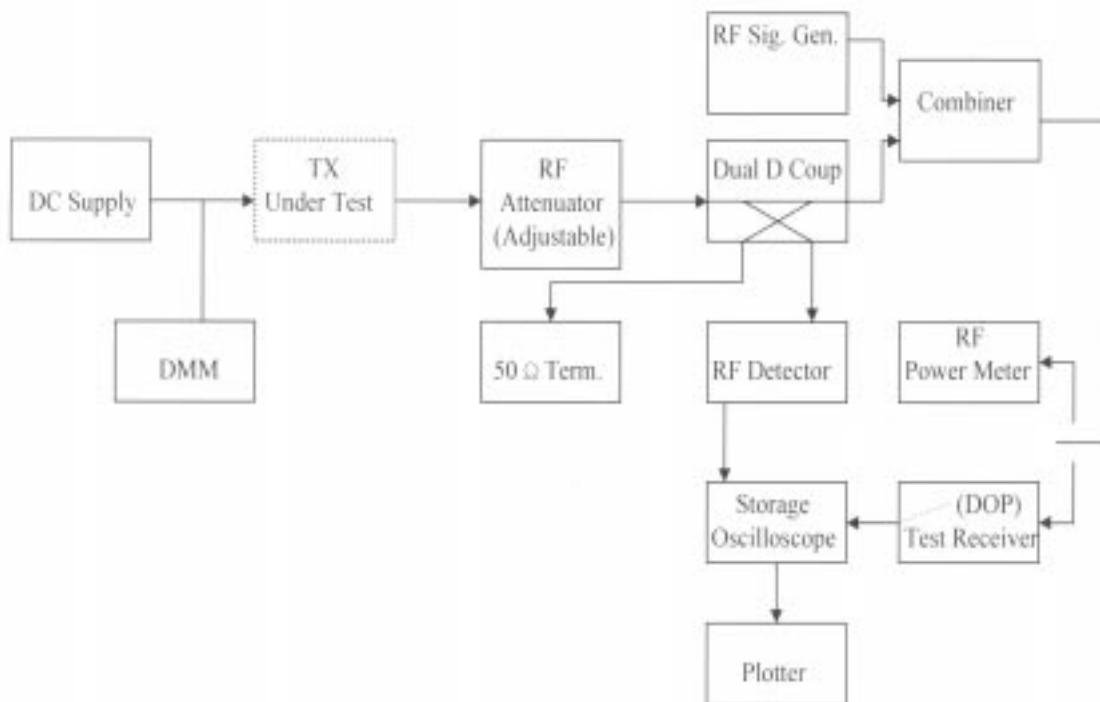 RF Sig. Gen.
Combiner
DC Supply
TX
Under Test
RF
Attenuator
(Adjustable)
Dual D Coup
DMM
50 Ω Term.
RF Detector
RF
Power Meter
Storage
Oscilloscope
(DOP)
Test Receiver
Plotter